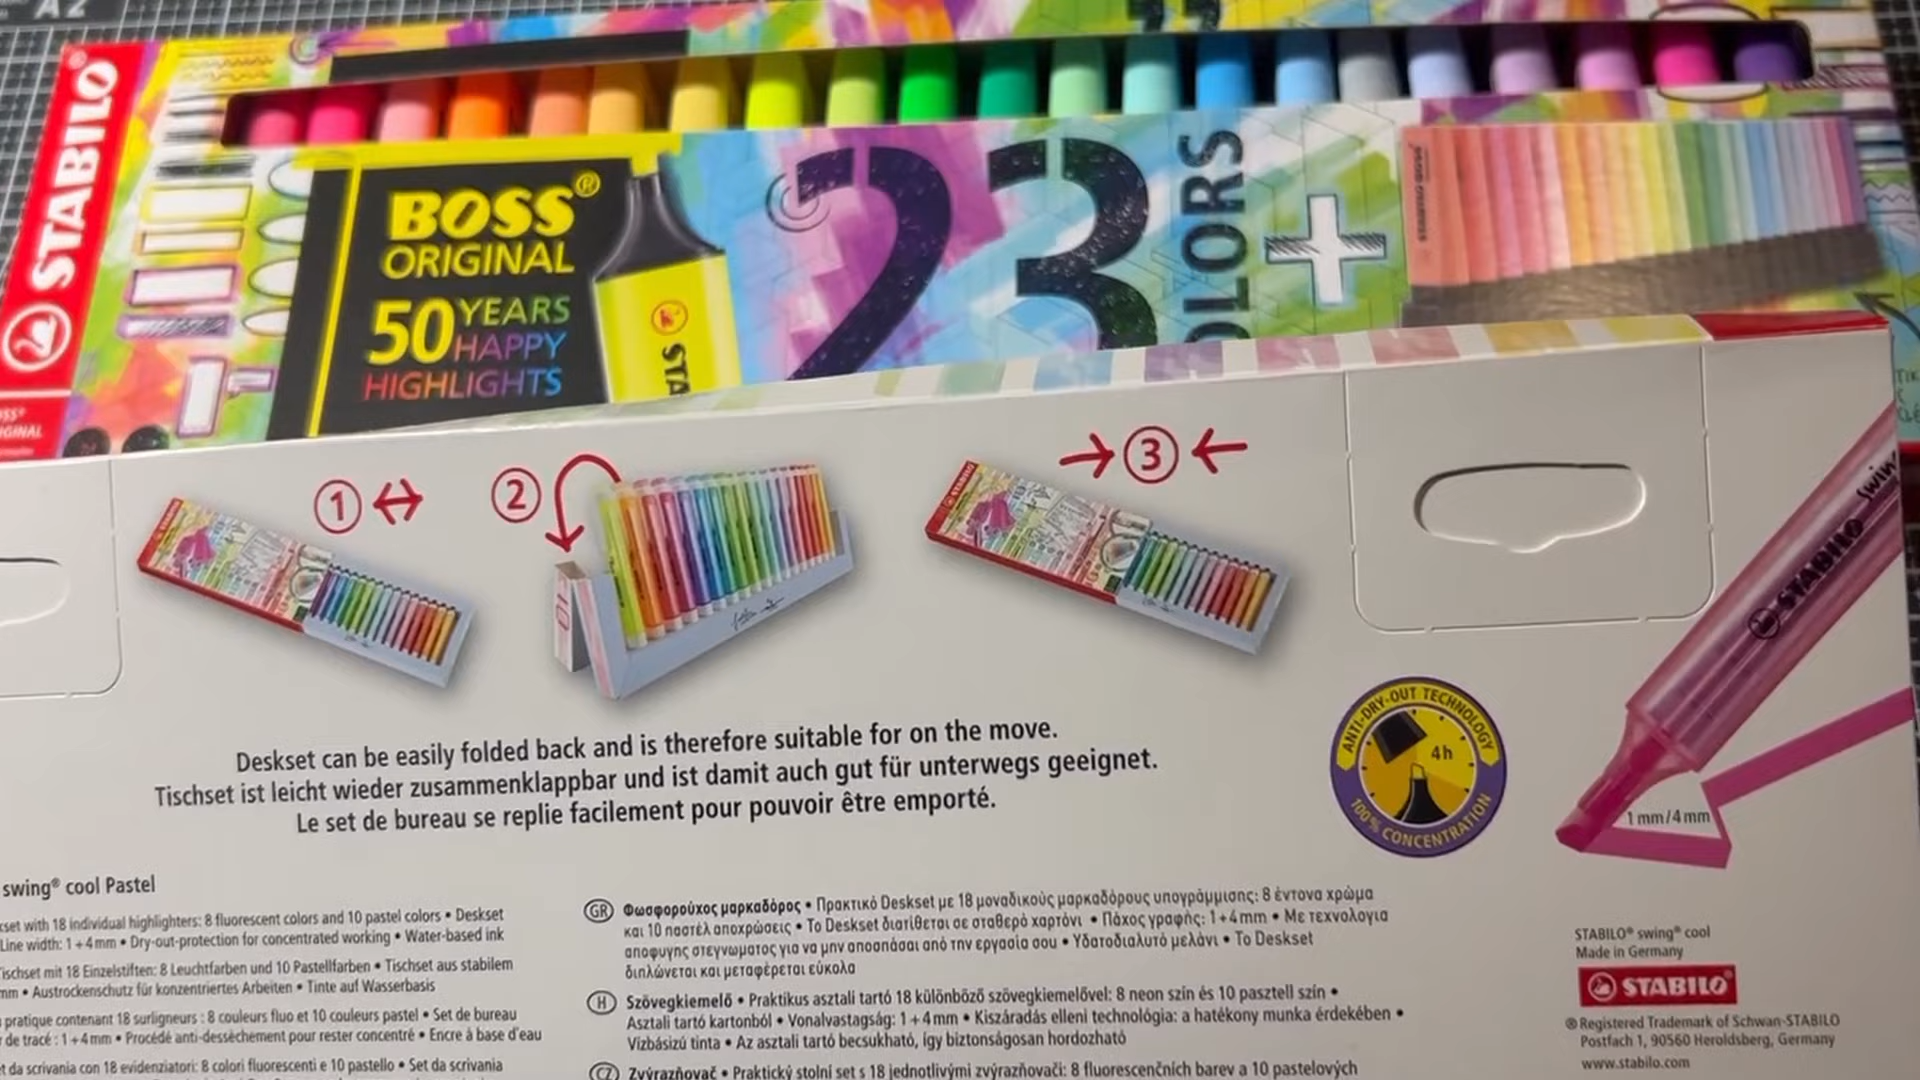 A2
STABILO®
BOSS®
ORIGINAL
50 YEARS
HAPPY
HIGHLIGHTS
STA
23
OLORS
+
1
2
3
Deskset can be easily folded back and is therefore suitable for on the move.
Tischset ist leicht wieder zusammenklappbar und ist damit auch gut für unterwegs geeignet.
Le set de bureau se replie facilement pour pouvoir être emporté.
ANTI-DRY-OUT TECHNOLOGY
4h
100% CONCENTRATION
STABILO swin
1 mm/4 mm
swing® cool Pastel
set with 18 individual highlighters: 8 fluorescent colors and 10 pastel colors • Deskset
Line width: 1 + 4 mm • Dry-out-protection for concentrated working • Water-based ink
ischset mit 18 Einzelstiften: 8 Leuchtfarben und 10 Pastellfarben • Tischset aus stabilem
mm • Austrockenschutz für konzentriertes Arbeiten • Tinte auf Wasserbasis
pratique contenant 18 surligneurs : 8 couleurs fluo et 10 couleurs pastel • Set de bureau
de tracé : 1 + 4 mm • Procédé anti-dessèchement pour rester concentré • Encre à base d'eau
t da scrivania con 18 evidenziatori: 8 colori fluorescenti e 10 pastello • Set da scrivania
GR Φωσφορούχος μαρκαδόρος • Πρακτικό Deskset με 18 μοναδικούς μαρκαδόρους υπογράμμισης: 8 έντονα χρώμα
και 10 παστέλ αποχρώσεις • Το Deskset διατίθεται σε σταθερό χαρτόνι • Πάχος γραφής: 1 + 4 mm • Με τεχνολογια
αποφυγης στεγνωματος για να μην αποσπάσαι από την εργασία σου • Υδατοδιαλυτό μελάνι • Το Deskset
διπλώνεται και μεταφέρεται εύκολα
H Szövegkiemelő • Praktikus asztali tartó 18 különböző szövegkiemelővel: 8 neon szín és 10 pasztell szín •
Asztali tartó kartonból • Vonalvastagság: 1 + 4 mm • Kiszáradás elleni technológia: a hatékony munka érdekében •
Vízbázisú tinta • Az asztali tartó becsukható, így biztonságosan hordozható
CZ Zvýrazňovač • Praktický stolní set s 18 jednotlivými zvýrazňovači: 8 fluorescenčních barev a 10 pastelových
STABILO® swing® cool
Made in Germany
STABILO®
® Registered Trademark of Schwan-STABILO
Postfach 1, 90560 Heroldsberg, Germany
www.stabilo.com